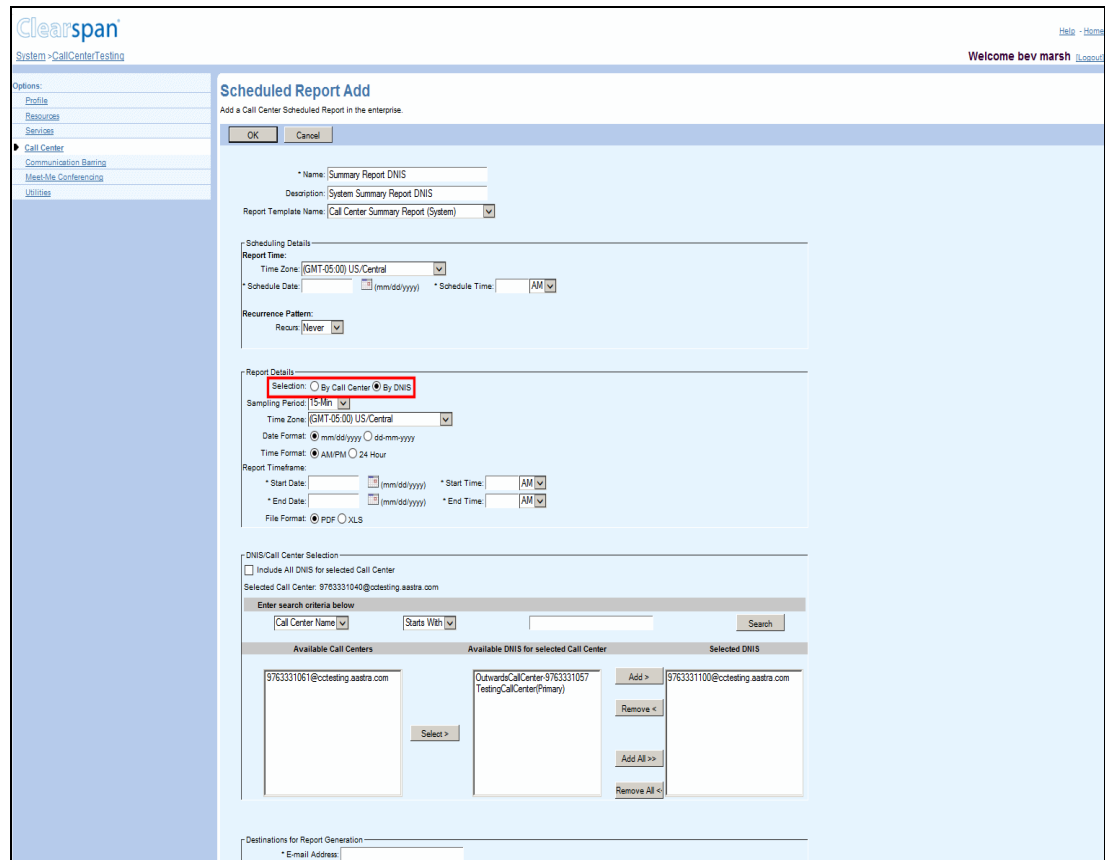 Clearspan
Help - Home
System >CallCenterTesting
Welcome bev marsh [Logout]
Options:
Profile
Resources
Services
Call Center
Communication Barring
Meet-Me Conferencing
Utilities
Scheduled Report Add
Add a Call Center Scheduled Report in the enterprise.
OK Cancel
* Name: Summary Report DNIS
Description: System Summary Report DNIS
Report Template Name: Call Center Summary Report (System)
Scheduling Details
Report Time:
Time Zone: (GMT-05:00) US/Central
* Schedule Date: (mm/dd/yyyy) * Schedule Time: AM
Recurrence Pattern:
Recurs: Never
Report Details
Selection: By Call Center By DNIS
Sampling Period: 15-Min
Time Zone: (GMT-05:00) US/Central
Date Format: mm/dd/yyyy dd-mm-yyyy
Time Format: AM/PM 24 Hour
Report Timeframe:
* Start Date: (mm/dd/yyyy) * Start Time: AM
* End Date: (mm/dd/yyyy) * End Time: AM
File Format: PDF XLS
DNIS/Call Center Selection
Include All DNIS for selected Call Center
Selected Call Center: 9763331040@cctesting.aastra.com
Enter search criteria below
Call Center Name Starts With Search
Available Call Centers Available DNIS for selected Call Center Selected DNIS
9763331061@cctesting.aastra.com OutwardsCallCenter-9763331057 Add > 9763331100@cctesting.aastra.com
TestingCallCenter(Primary)
Remove <
Select >
Add All >>
Remove All <
Destinations for Report Generation
* E-mail Address: